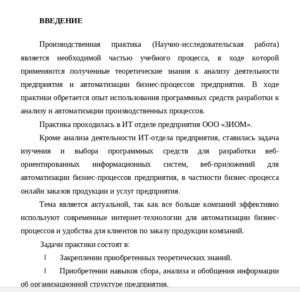 ВВЕДЕНИЕ
Производственная практика (Научно-исследовательская работа)
является необходимой частью учебного процесса, в ходе которой
применяются полученные теоретические знания к анализу деятельности
предприятия и автоматизации бизнес-процессов предприятия. В ходе
практики обретается опыт использования программных средств разработки к
анализу и автоматизации производственных процессов.
Практика проходилась в ИТ отделе предприятия ООО «ЗИОМ».
Кроме анализа деятельности ИТ-отдела предприятия, ставилась задача
изучения и выбора программных средств для разработки веб-
ориентированных информационных систем, веб-приложений для
автоматизации бизнес-процессов предприятия, в частности бизнес-процесса
онлайн заказов продукции и услуг предприятия.
Тема является актуальной, так как все больше компаний эффективно
используют современные интернет-технологии для автоматизации бизнес-
процессов и удобства для клиентов по заказу продукции компаний.
Задачи практики состоят в:
l Закреплении приобретенных теоретических знаний.
l Приобретении навыков сбора, анализа и обобщения информации
об организационной структуре предприятия.